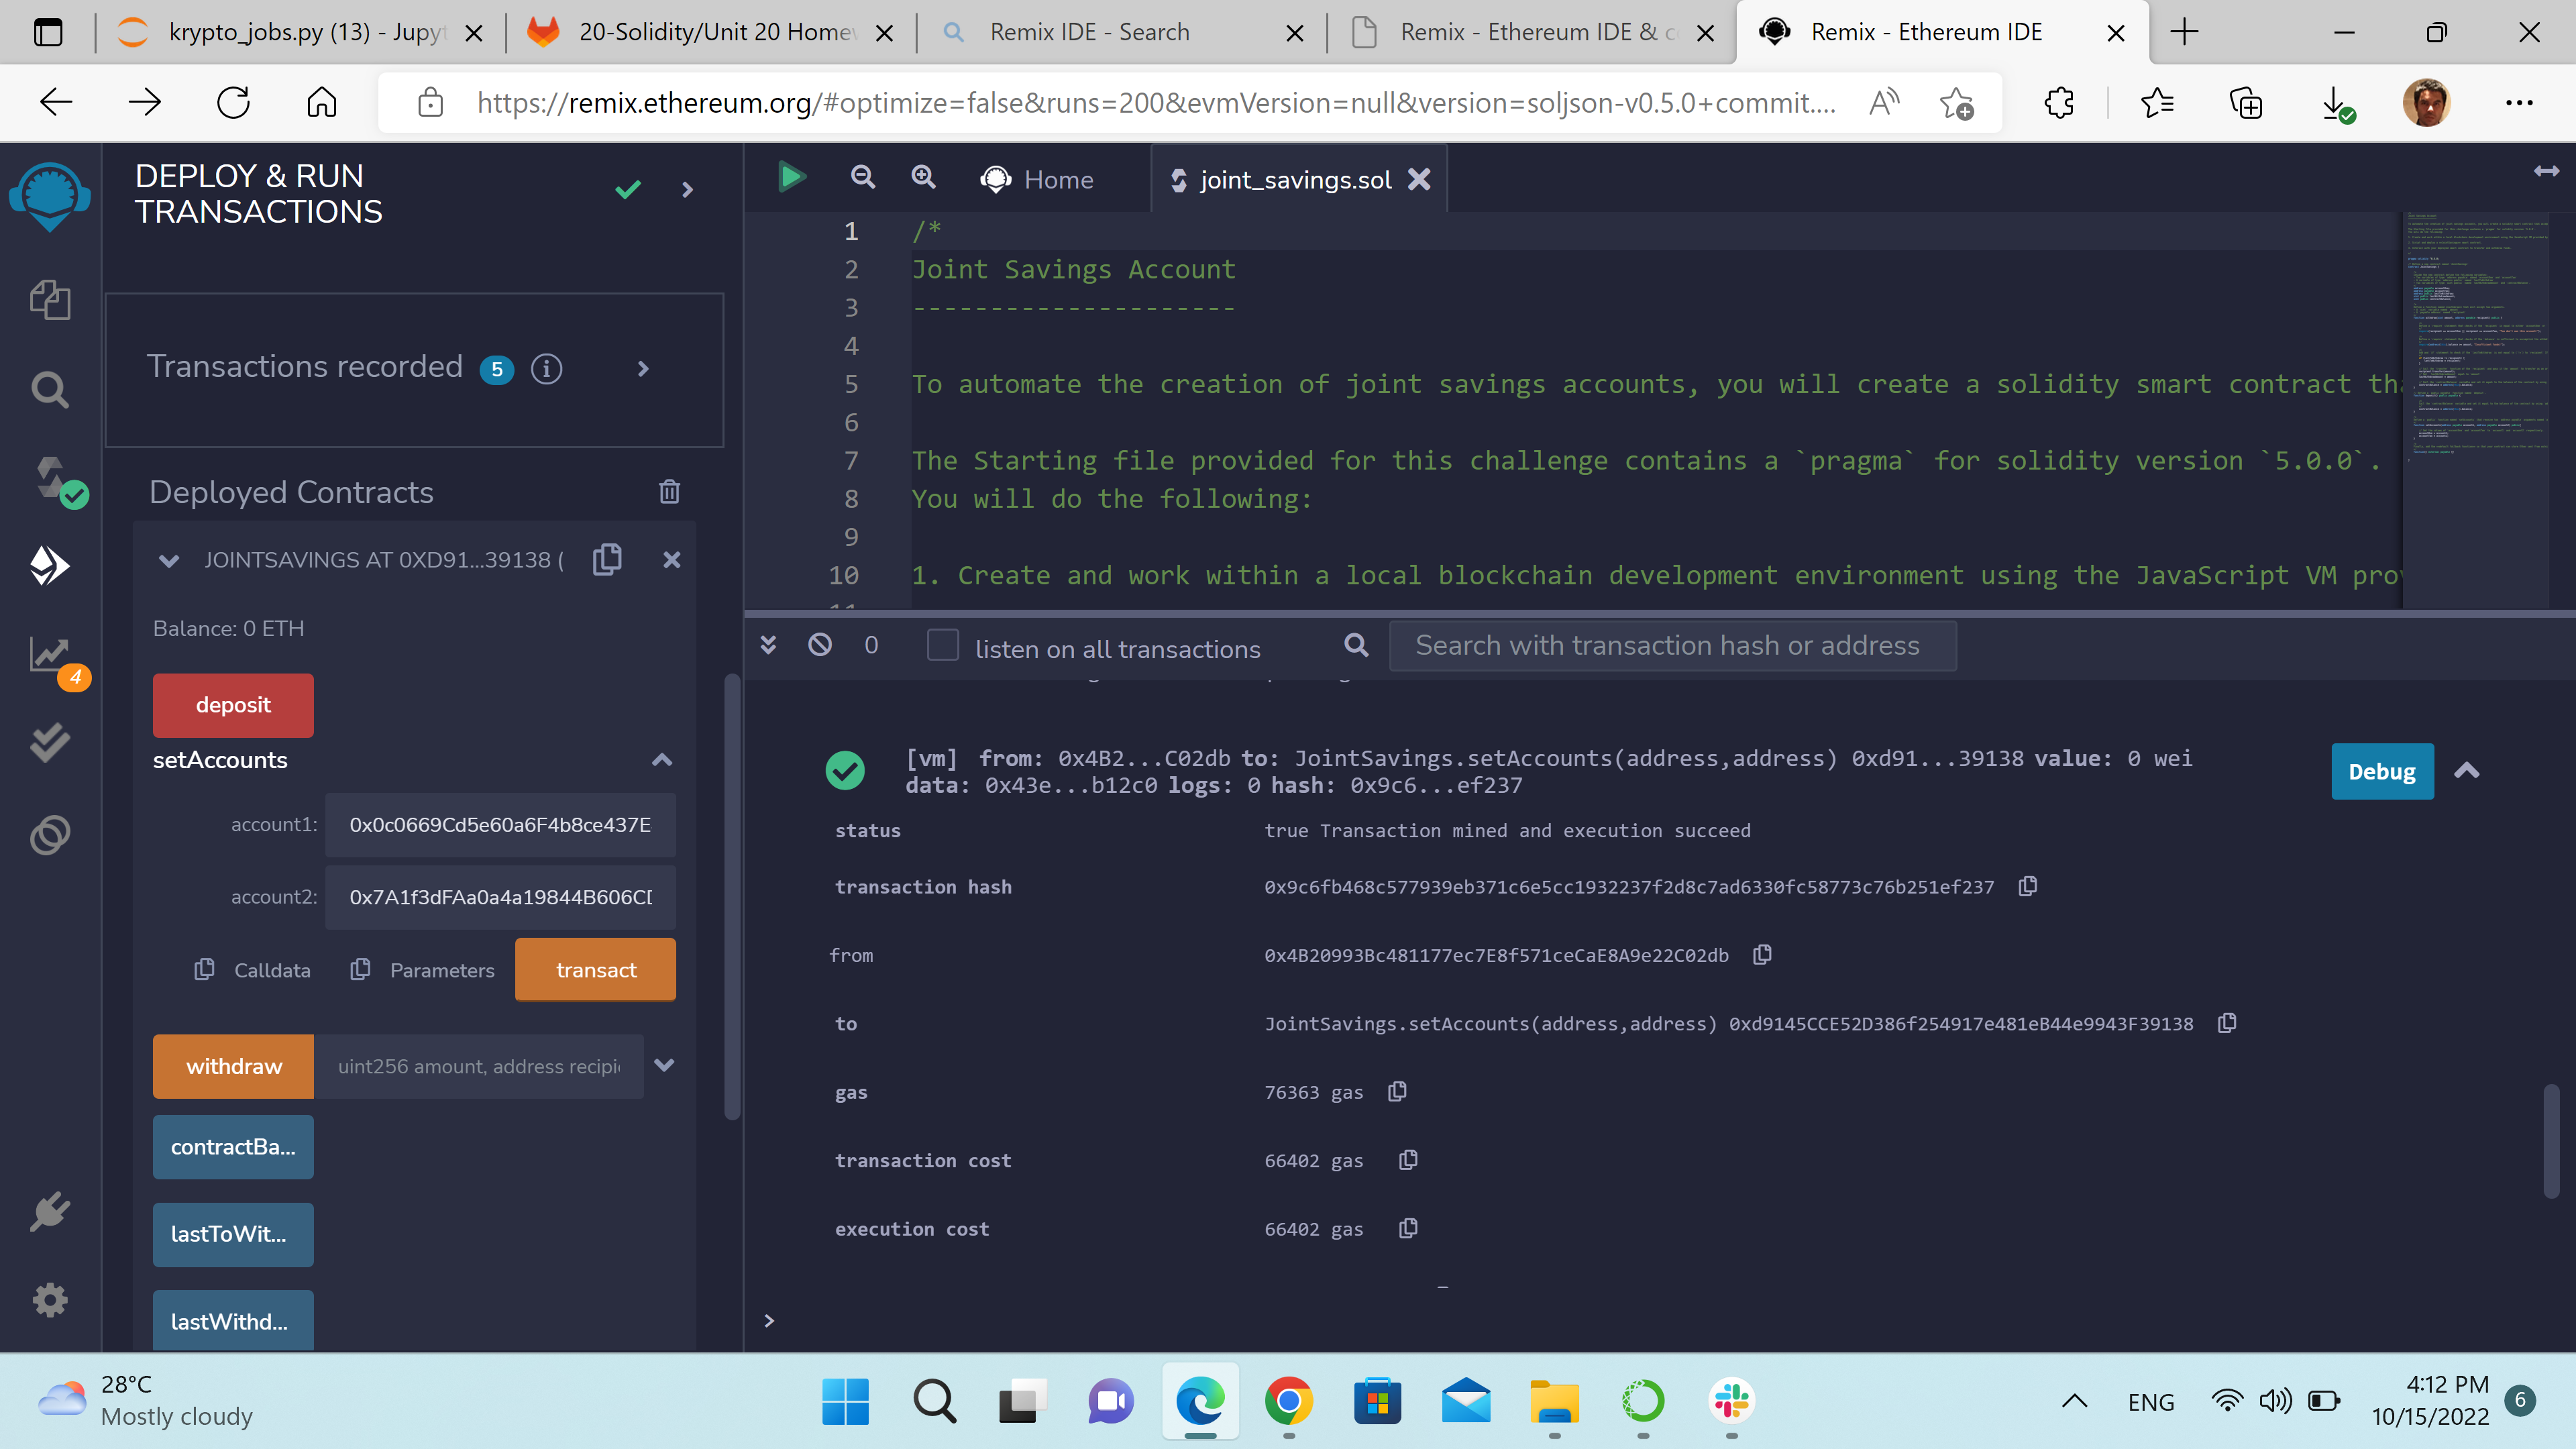 krypto_jobs.py (13) - Jupyt
20-Solidity/Unit 20 Homew
Remix IDE - Search
Remix - Ethereum IDE & c
Remix - Ethereum IDE
https://remix.ethereum.org/#optimize=false&runs=200&evmVersion=null&version=soljson-v0.5.0+commit....
DEPLOY & RUN
TRANSACTIONS
Transactions recorded 5
Deployed Contracts
JOINTSAVINGS AT 0XD91...39138 (
Balance: 0 ETH
deposit
setAccounts
account1: 0x0c0669Cd5e60a6F4b8ce437E
account2: 0x7A1f3dFAa0a4a19844B606CD
Calldata Parameters transact
withdraw uint256 amount, address recipie
contractBa...
lastToWit...
lastWithd...
4
Home
joint_savings.sol
1 /*
2 Joint Savings Account
3 ---------------------
4
5 To automate the creation of joint savings accounts, you will create a solidity smart contract tha
6
7 The Starting file provided for this challenge contains a `pragma` for solidity version `5.0.0`.
8 You will do the following:
9
10 1. Create and work within a local blockchain development environment using the JavaScript VM prov
11
0 listen on all transactions Search with transaction hash or address
[vm] from: 0x4B2...C02db to: JointSavings.setAccounts(address,address) 0xd91...39138 value: 0 wei
data: 0x43e...b12c0 logs: 0 hash: 0x9c6...ef237
Debug
status true Transaction mined and execution succeed
transaction hash 0x9c6fb468c577939eb371c6e5cc1932237f2d8c7ad6330fc58773c76b251ef237
from 0x4B20993Bc481177ec7E8f571ceCaE8A9e22C02db
to JointSavings.setAccounts(address,address) 0xd9145CCE52D386f254917e481eB44e9943F39138
gas 76363 gas
transaction cost 66402 gas
execution cost 66402 gas
>
28°C
Mostly cloudy
ENG
4:12 PM
10/15/2022
6